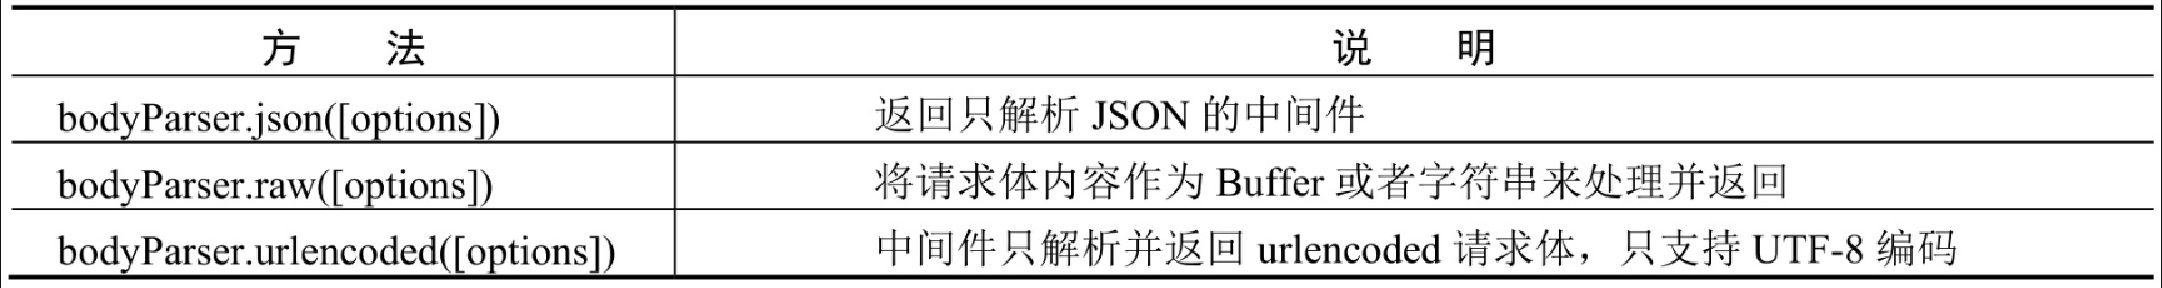 方 法 说 明
bodyParser.json([options]) 返回只解析 JSON 的中间件
bodyParser.raw([options]) 将请求体内容作为 Buffer 或者字符串来处理并返回
bodyParser.urlencoded([options]) 中间件只解析并返回 urlencoded 请求体，只支持 UTF-8 编码